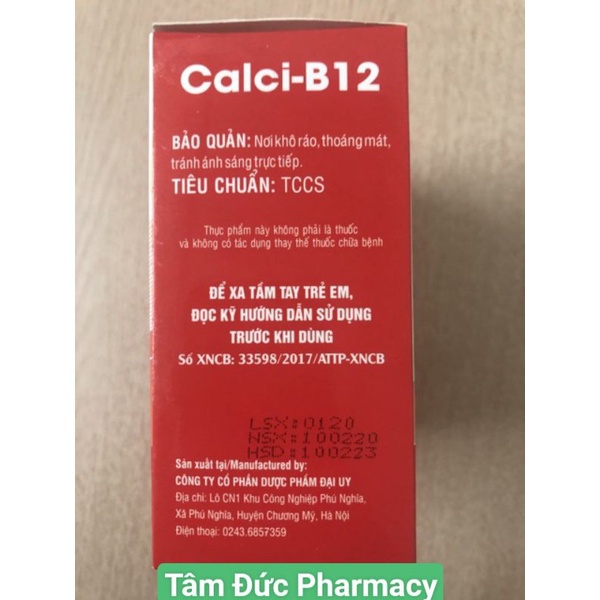 Calci-B12
BẢO QUẢN: Nơi khô ráo, thoáng mát,
tránh ánh sáng trực tiếp.
TIÊU CHUẨN: TCCS
Thực phẩm này không phải là thuốc
và không có tác dụng thay thế thuốc chữa bệnh
ĐỂ XA TẦM TAY TRẺ EM,
ĐỌC KỸ HƯỚNG DẪN SỬ DỤNG
TRƯỚC KHI DÙNG
Số XNCB: 33598/2017/ATTP-XNCB
LSX:0120
NSX:100220
HSD:100223
Sản xuất tại/Manufactured by:
CÔNG TY CỔ PHẦN DƯỢC PHẨM ĐẠI UY
Địa chỉ: Lô CN1 Khu Công Nghiệp Phú Nghĩa,
Xã Phú Nghĩa, Huyện Chương Mỹ, Hà Nội
Điện thoại: 0243.6857359
Tâm Đức Pharmacy